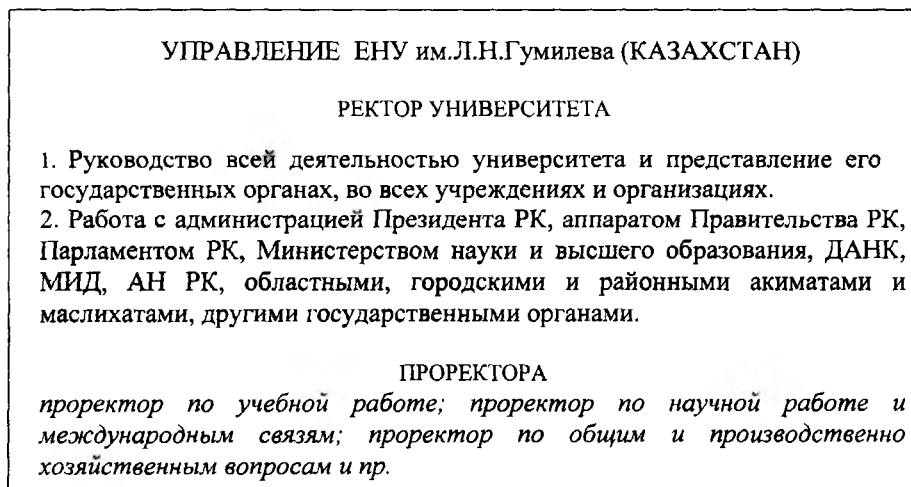 УПРАВЛЕНИЕ ЕНУ им.Л.Н.Гумилева (КАЗАХСТАН)
РЕКТОР УНИВЕРСИТЕТА
1. Руководство всей деятельностью университета и представление его
государственных органах, во всех учреждениях и организациях.
2. Работа с администрацией Президента РК, аппаратом Правительства РК,
Парламентом РК, Министерством науки и высшего образования, ДАНК,
МИД, АН РК, областными, городскими и районными акиматами и
маслихатами, другими государственными органами.
ПРОРЕКТОРА
проректор по учебной работе; проректор по научной работе и
международным связям; проректор по общим и производственно
хозяйственным вопросам и пр.